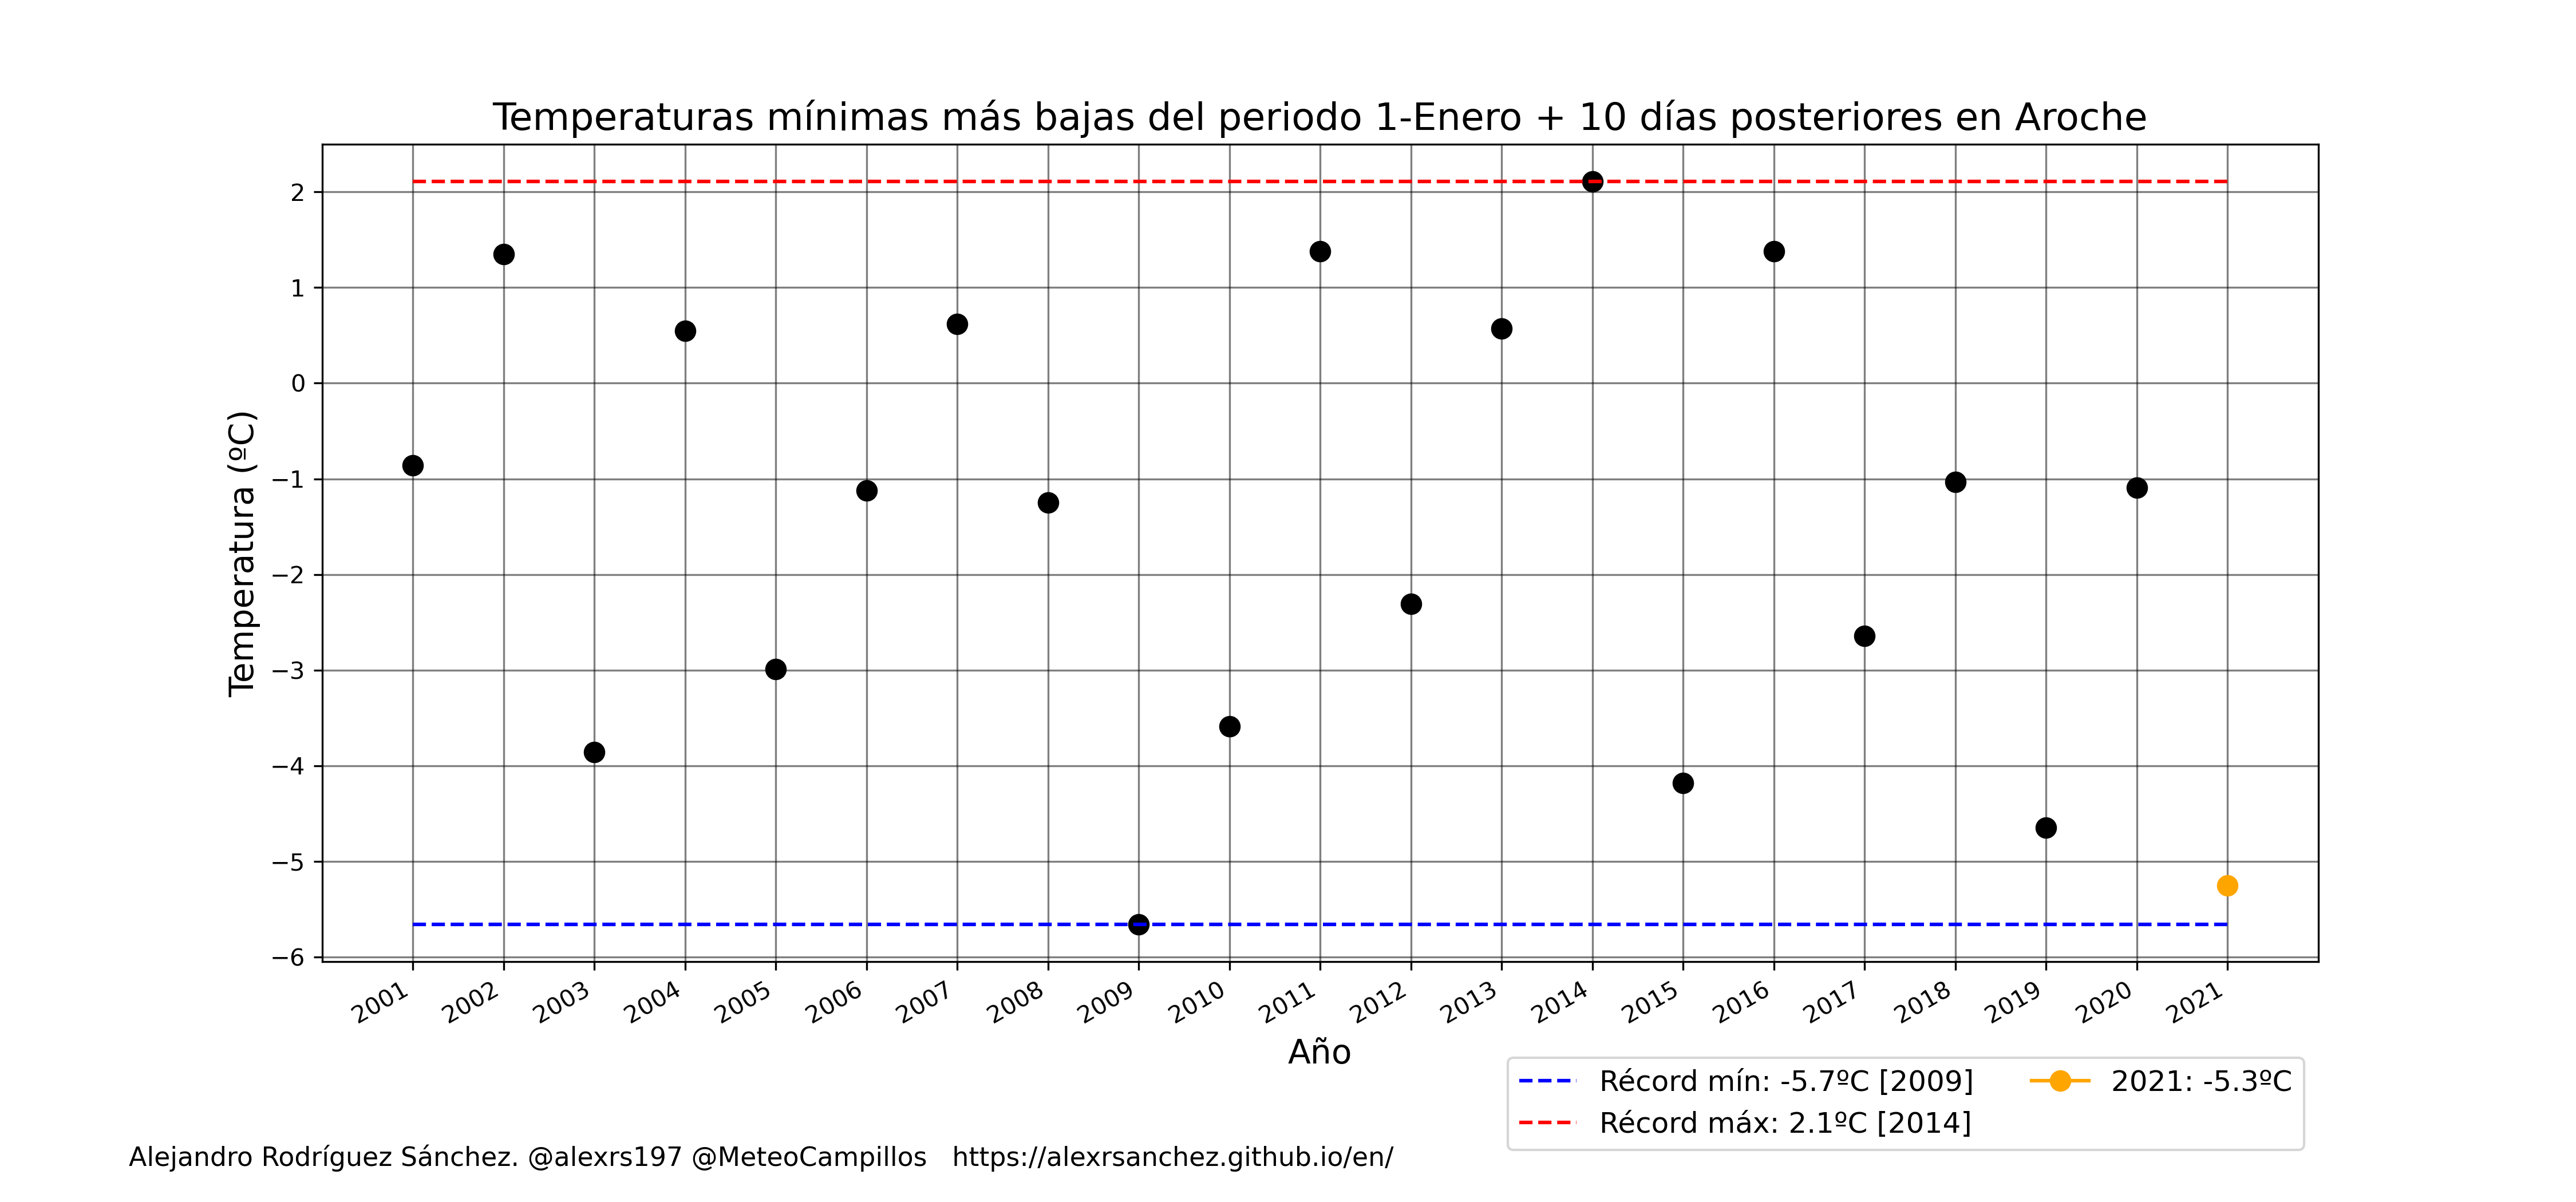 Temperaturas mínimas más bajas del periodo 1-Enero + 10 días posteriores en Aroche
Temperatura (ºC)
2
1
0
−1
−2
−3
−4
−5
−6
2001 2002 2003 2004 2005 2006 2007 2008 2009 2010 2011 2012 2013 2014 2015 2016 2017 2018 2019 2020 2021
Año
Récord mín: -5.7ºC [2009]
Récord máx: 2.1ºC [2014]
2021: -5.3ºC
Alejandro Rodríguez Sánchez. @alexrs197 @MeteoCampillos https://alexrsanchez.github.io/en/